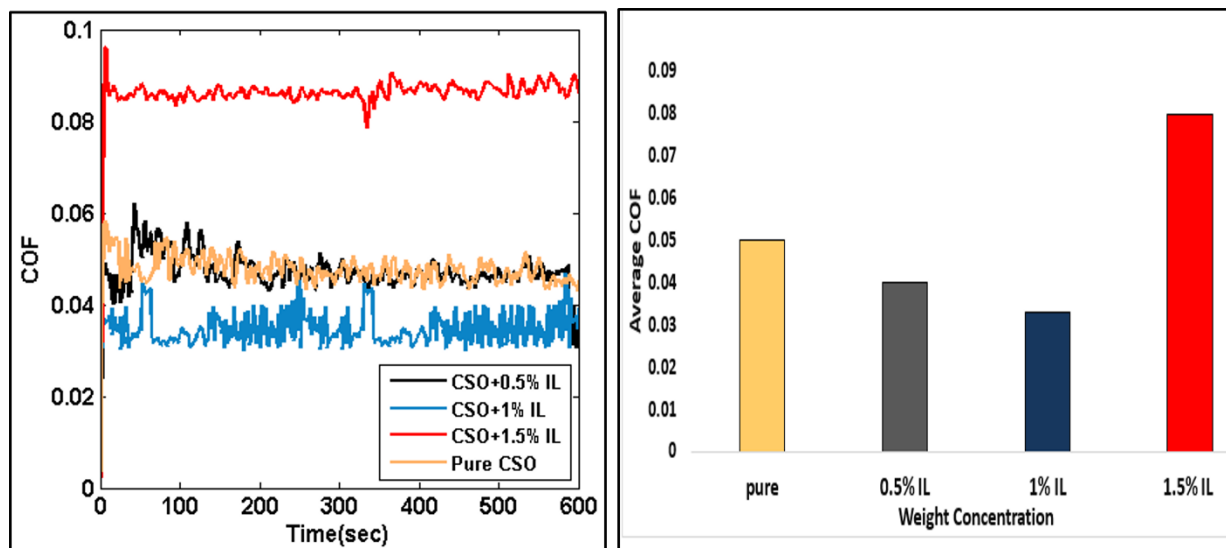 0.1
0.08
0.06
0.04
0.02
0
COF
0 100 200 300 400 500 600
Time(sec)
CSO+0.5% IL
CSO+1% IL
CSO+1.5% IL
Pure CSO
0.09
0.08
0.07
0.06
0.05
0.04
0.03
0.02
0.01
0
Average COF
pure 0.5% IL 1% IL 1.5% IL
Weight Concentration